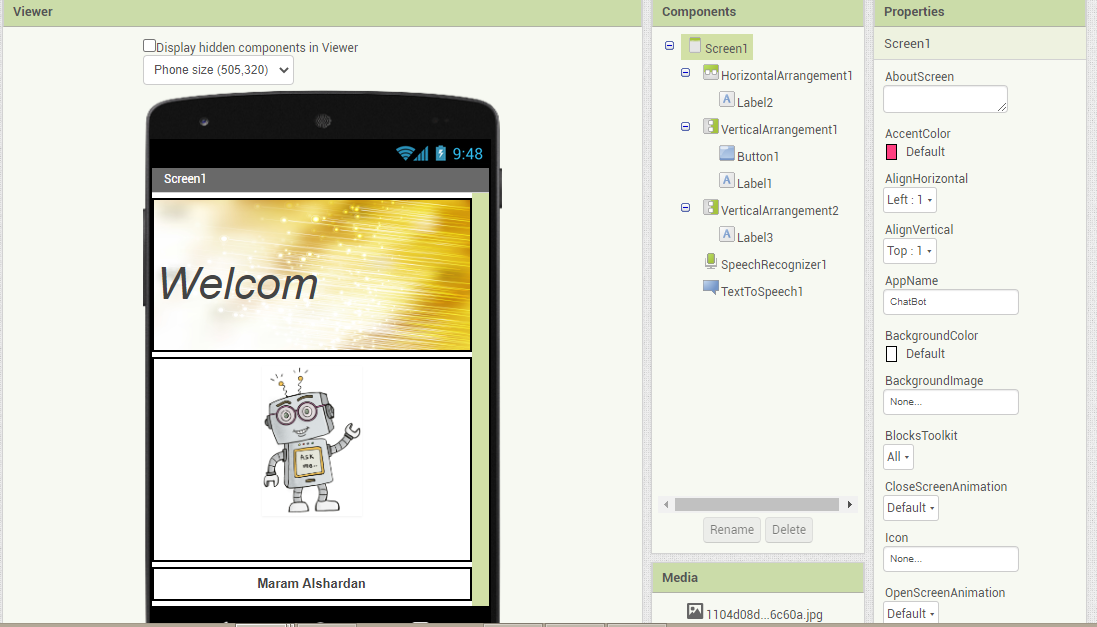 Viewer
Display hidden components in Viewer
Phone size (505,320)
9:48
Screen1
Welcom
ASK
Maram Alshardan
Components
Screen1
HorizontalArrangement1
A Label2
VerticalArrangement1
Button1
A Label1
VerticalArrangement2
A Label3
SpeechRecognizer1
TextToSpeech1
Rename Delete
Media
1104d08d...6c60a.jpg
Properties
Screen1
AboutScreen
AccentColor
Default
AlignHorizontal
Left : 1
AlignVertical
Top : 1
AppName
ChatBot
BackgroundColor
Default
BackgroundImage
None...
BlocksToolkit
All
CloseScreenAnimation
Default
Icon
None...
OpenScreenAnimation
Default